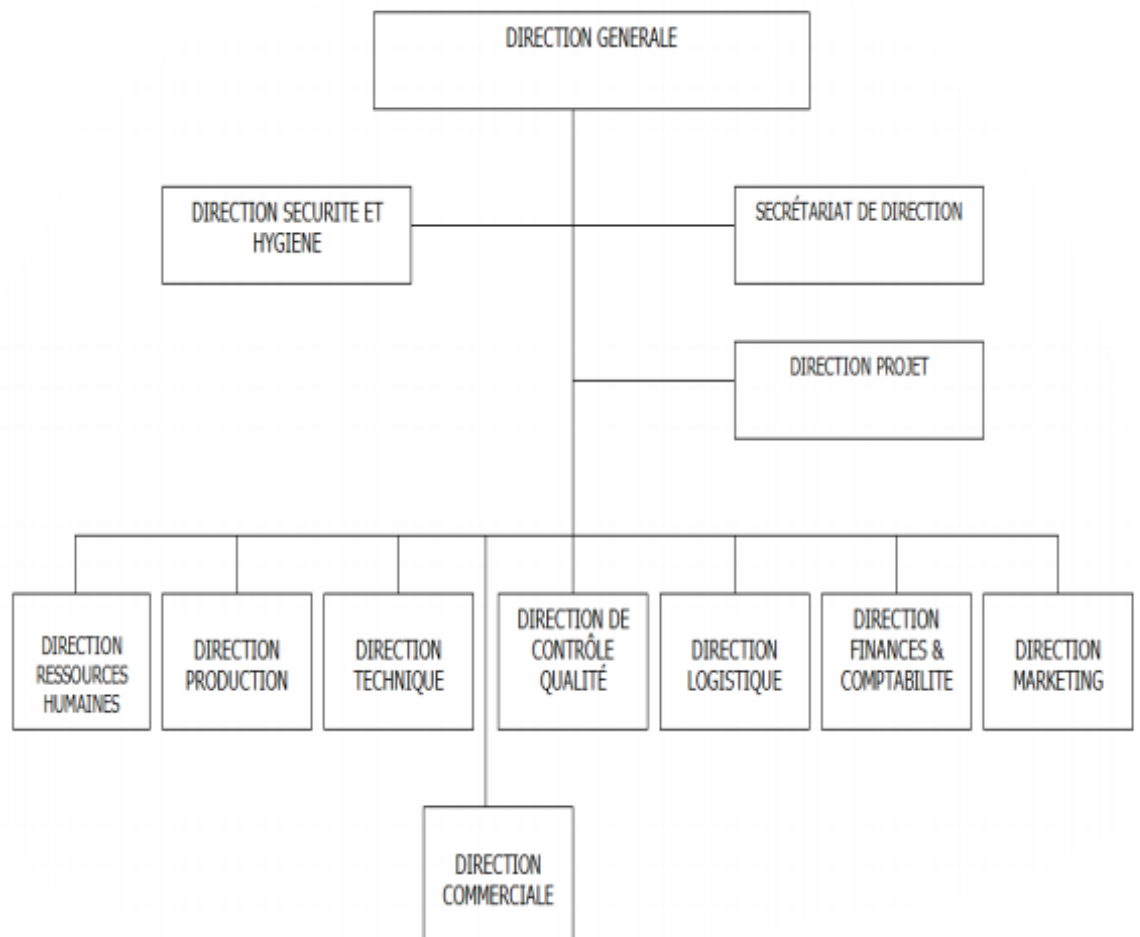 DIRECTION GENERALE
DIRECTION SECURITE ET
HYGIENE
SECRÉTARIAT DE DIRECTION
DIRECTION PROJET
DIRECTION
RESSOURCES
HUMAINES
DIRECTION
PRODUCTION
DIRECTION
TECHNIQUE
DIRECTION DE
CONTRÔLE
QUALITÉ
DIRECTION
LOGISTIQUE
DIRECTION
FINANCES &
COMPTABILITE
DIRECTION
MARKETING
DIRECTION
COMMERCIALE